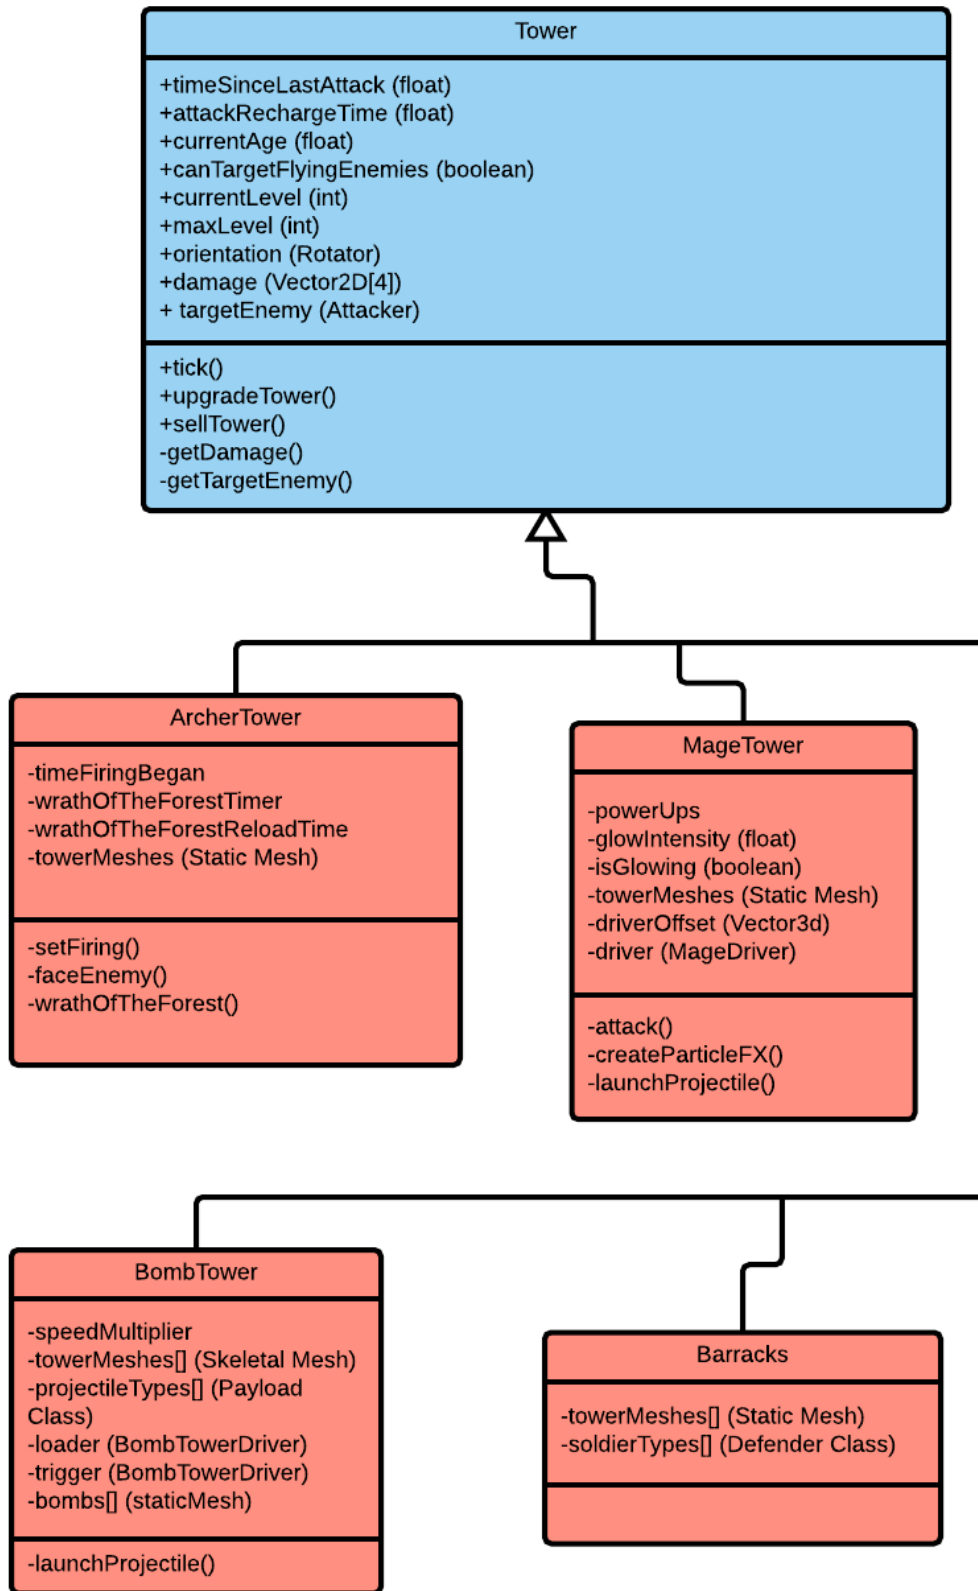 Tower
+timeSinceLastAttack (float)
+attackRechargeTime (float)
+currentAge (float)
+canTargetFlyingEnemies (boolean)
+currentLevel (int)
+maxLevel (int)
+orientation (Rotator)
+damage (Vector2D[4])
+ targetEnemy (Attacker)
+tick()
+upgradeTower()
+sellTower()
-getDamage()
-getTargetEnemy()
ArcherTower
-timeFiringBegan
-wrathOfTheForestTimer
-wrathOfTheForestReloadTime
-towerMeshes (Static Mesh)
-setFiring()
-faceEnemy()
-wrathOfTheForest()
MageTower
-powerUps
-glowIntensity (float)
-isGlowing (boolean)
-towerMeshes (Static Mesh)
-driverOffset (Vector3d)
-driver (MageDriver)
-attack()
-createParticleFX()
-launchProjectile()
BombTower
-speedMultiplier
-towerMeshes[] (Skeletal Mesh)
-projectileTypes[] (Payload
Class)
-loader (BombTowerDriver)
-trigger (BombTowerDriver)
-bombs[] (staticMesh)
-launchProjectile()
Barracks
-towerMeshes[] (Static Mesh)
-soldierTypes[] (Defender Class)